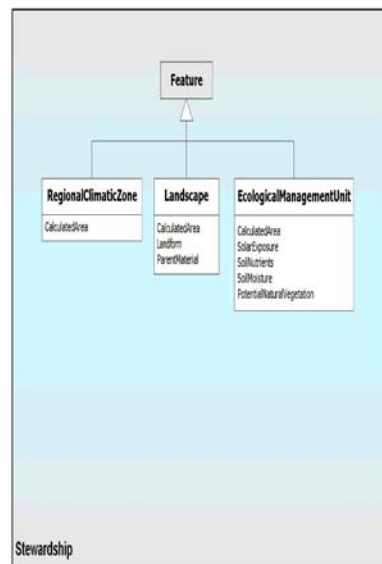 Feature
RegionalClimaticZone
CalculatedArea
Landscape
CalculatedArea
Landform
ParentMaterial
EcologicalManagementUnit
CalculatedArea
SolarExposure
SoilNutrients
SoilMoisture
PotentialNaturalVegetation
Stewardship